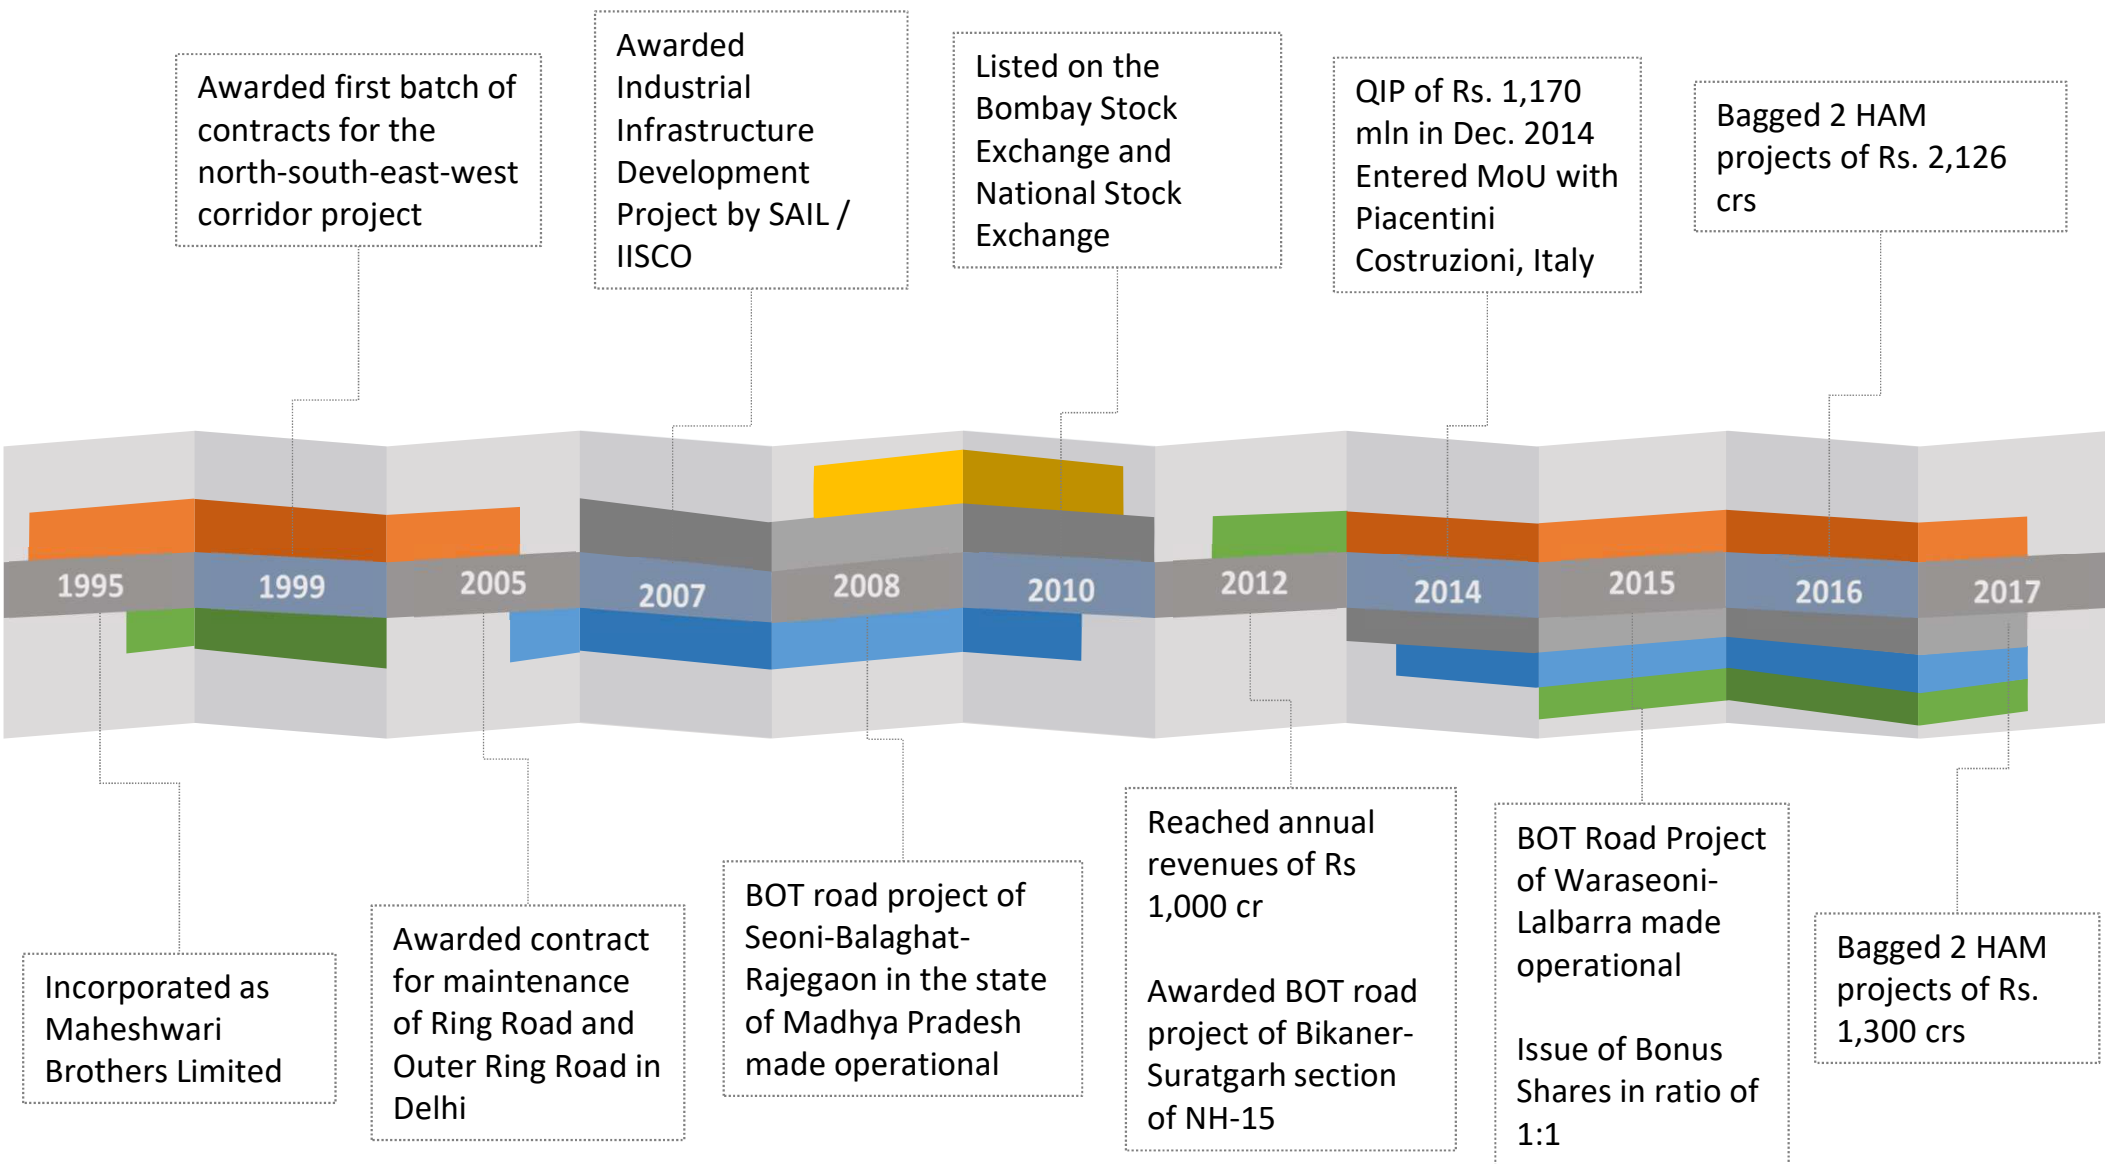 Awarded first batch of
contracts for the
north-south-east-west
corridor project
Awarded
Industrial
Infrastructure
Development
Project by SAIL /
IISCO
Listed on the
Bombay Stock
Exchange and
National Stock
Exchange
QIP of Rs. 1,170
mln in Dec. 2014
Entered MoU with
Piacentini
Costruzioni, Italy
Bagged 2 HAM
projects of Rs. 2,126
crs
1995
1999
2005
2007
2008
2010
2012
2014
2015
2016
2017
Incorporated as
Maheshwari
Brothers Limited
Awarded contract
for maintenance
of Ring Road and
Outer Ring Road in
Delhi
BOT road project of
Seoni-Balaghat-
Rajegaon in the state
of Madhya Pradesh
made operational
Reached annual
revenues of Rs
1,000 cr
Awarded BOT road
project of Bikaner-
Suratgarh section
of NH-15
BOT Road Project
of Waraseoni-
Lalbarra made
operational
Issue of Bonus
Shares in ratio of
1:1
Bagged 2 HAM
projects of Rs.
1,300 crs